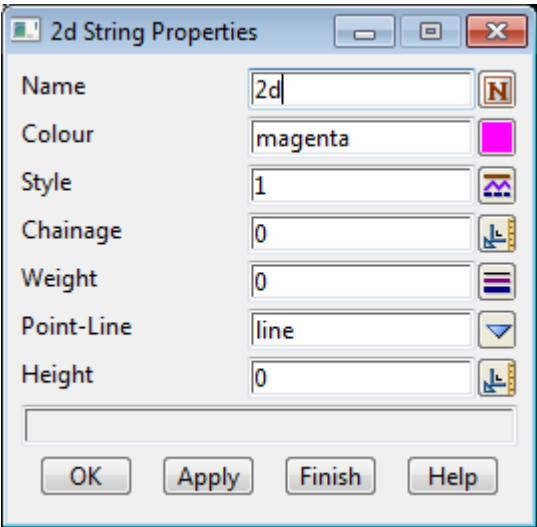 2d String Properties
Name 2d N
Colour magenta
Style 1
Chainage 0
Weight 0
Point-Line line
Height 0
OK Apply Finish Help